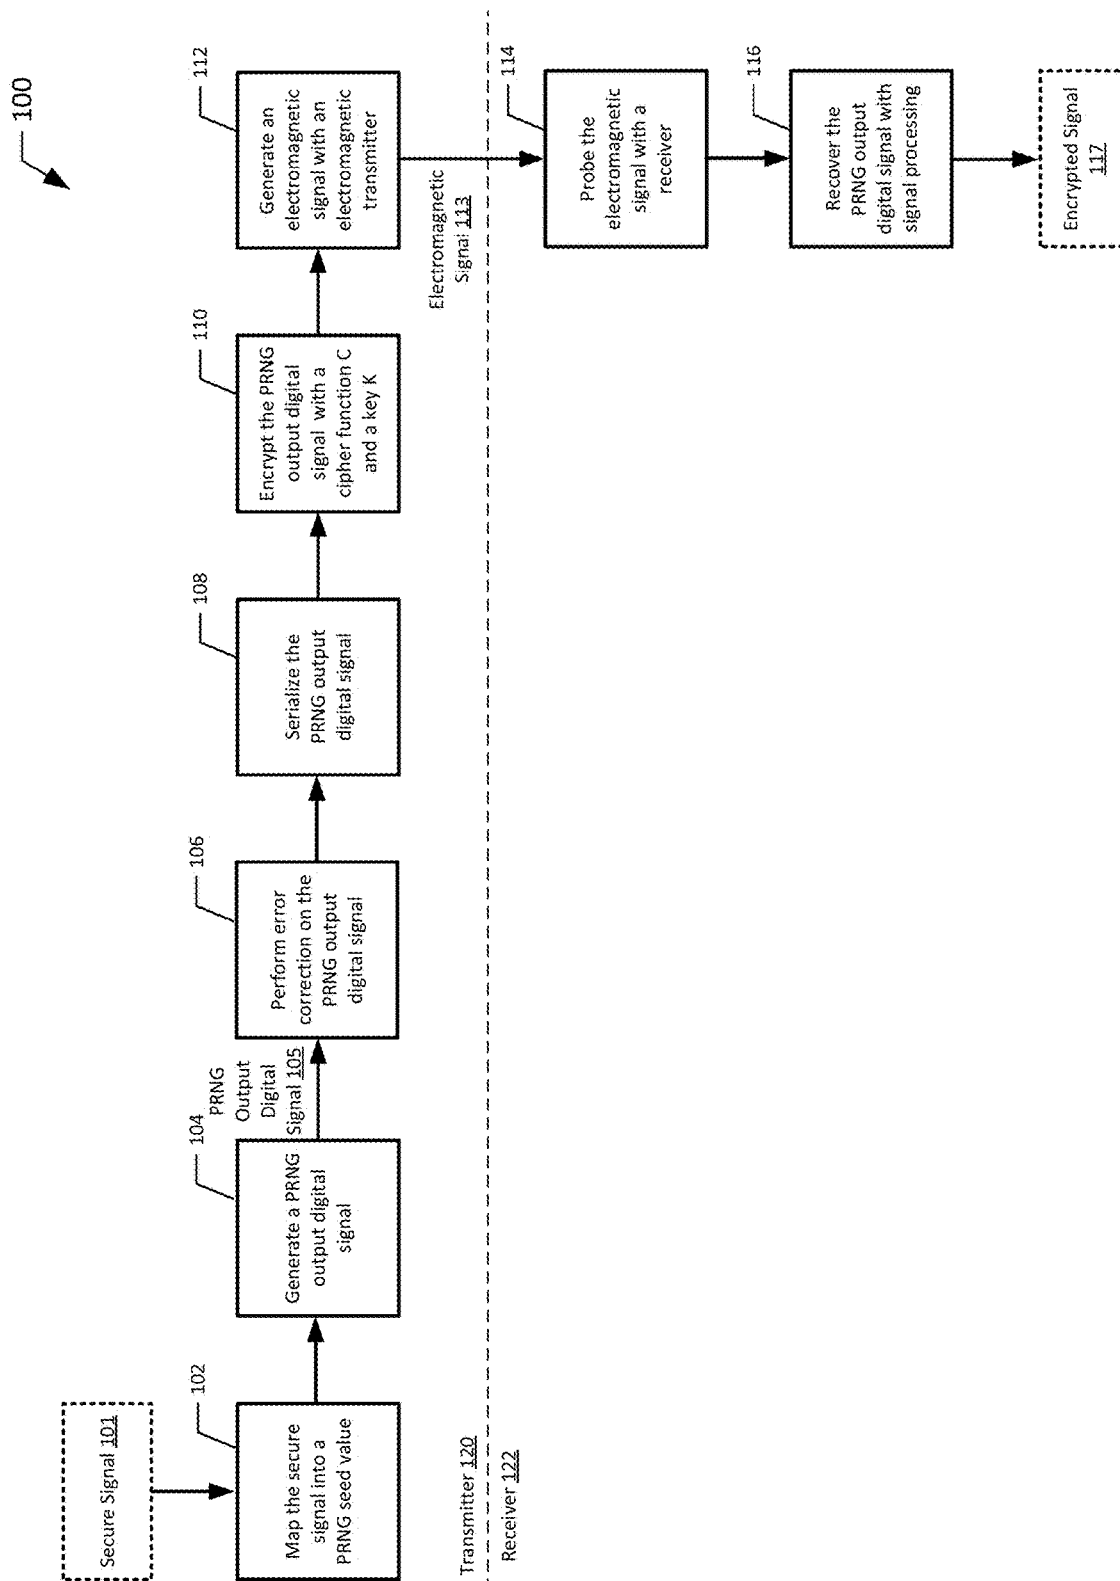 100
Secure Signal 101
102
Map the secure
signal into a
PRNG seed value
104
Generate a PRNG
output digital
signal
PRNG
Output
Digital
Signal 105
106
Perform error
correction on the
PRNG output
digital signal
108
Serialize the
PRNG output
digital signal
110
Encrypt the PRNG
output digital
signal with a
cipher function C
and a key K
112
Generate an
electromagnetic
signal with an
electromagnetic
transmitter
Electromagnetic
Signal 113
Transmitter 120
Receiver 122
114
Probe the
electromagnetic
signal with a
receiver
116
Recover the
PRNG output
digital signal with
signal processing
Encrypted Signal
117